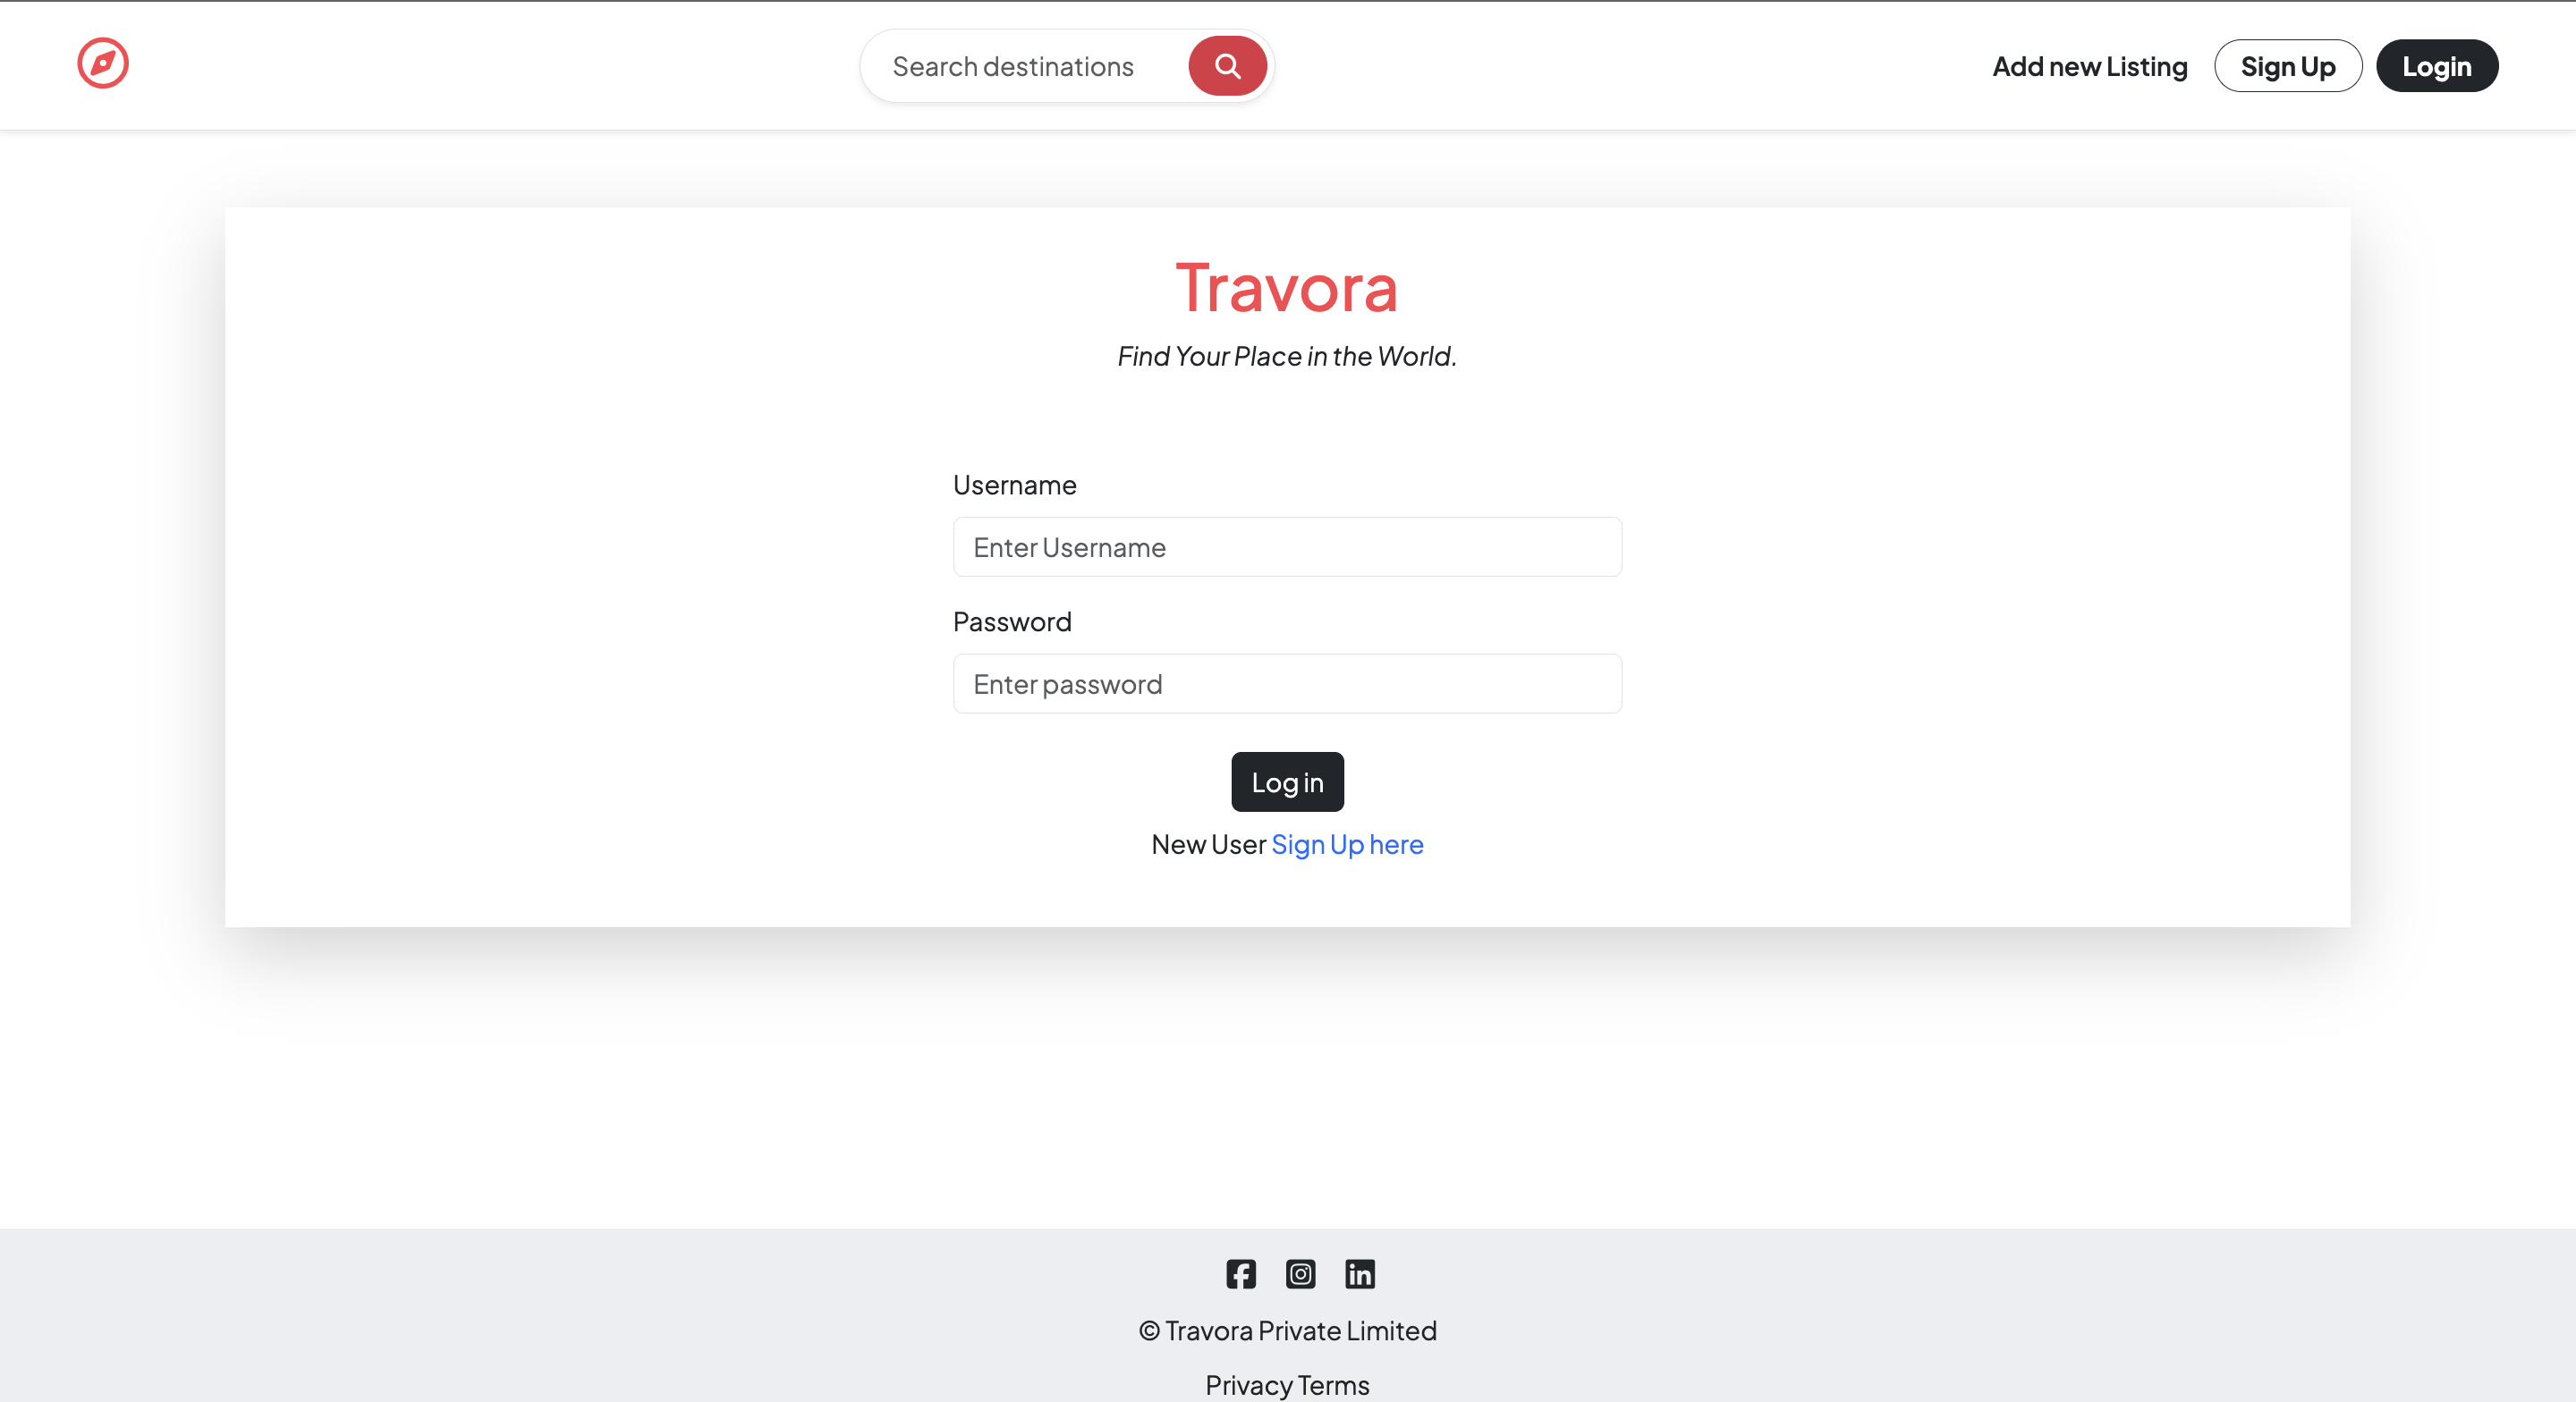 Search destinations
Add new Listing
Sign Up
Login
Travora
Find Your Place in the World.
Username
Enter Username
Password
Enter password
Log in
New User Sign Up here
© Travora Private Limited
Privacy Terms